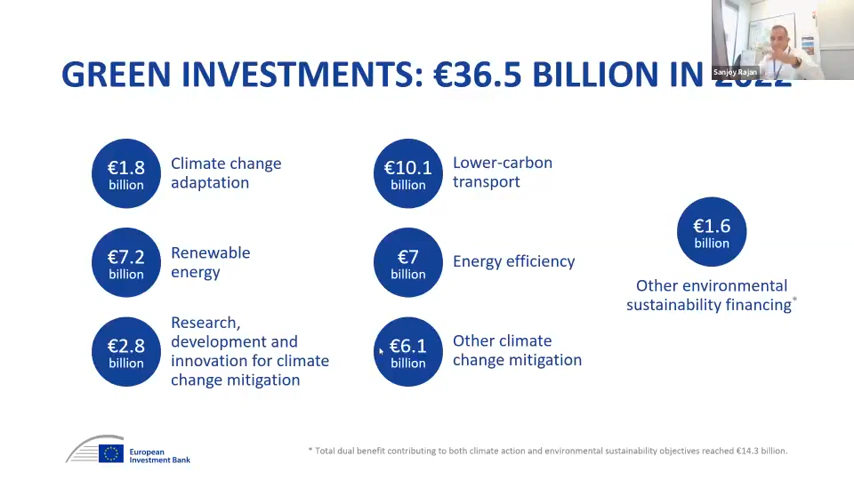 Sanjoy Rajan
GREEN INVESTMENTS: €36.5 BILLION IN 2022
€1.8
billion
Climate change
adaptation
€10.1
billion
Lower-carbon
transport
€7.2
billion
Renewable
energy
€7
billion
Energy efficiency
€1.6
billion
Other environmental
sustainability financing*
€2.8
billion
Research,
development and
innovation for climate
change mitigation
€6.1
billion
Other climate
change mitigation
European
Investment Bank
* Total dual benefit contributing to both climate action and environmental sustainability objectives reached €14.3 billion.